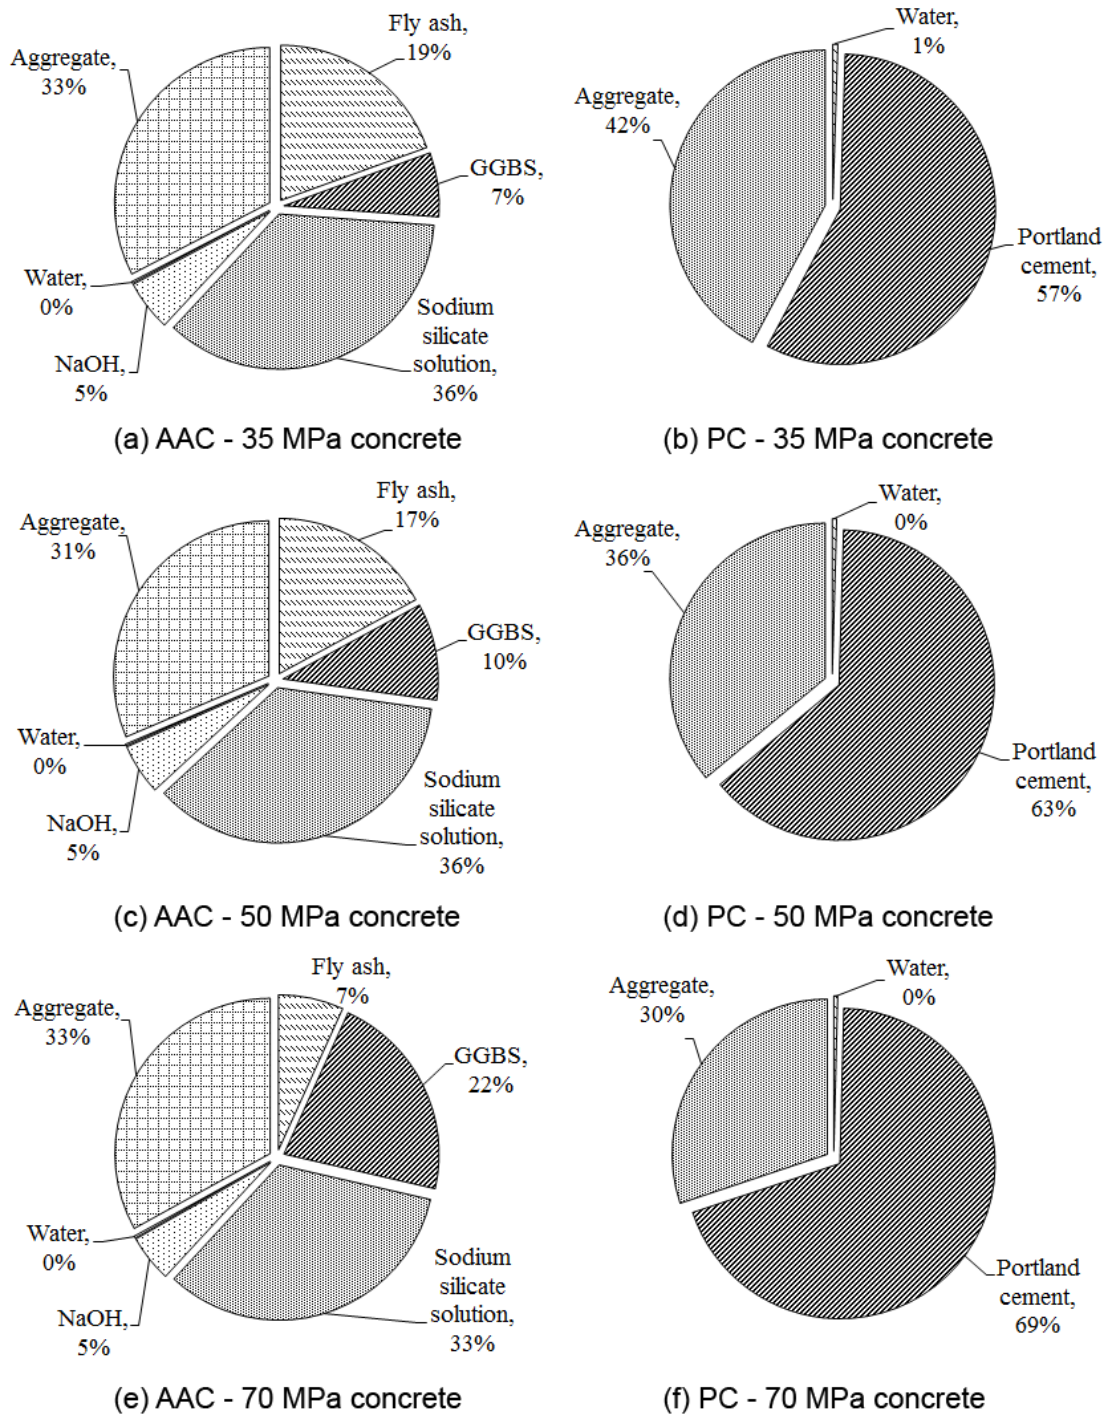 Fly ash,
19%
Aggregate,
33%
GGBS,
7%
Water,
0%
NaOH,
5%
Sodium
silicate
solution,
36%
(a) AAC - 35 MPa concrete
Water,
1%
Aggregate,
42%
Portland
cement,
57%
(b) PC - 35 MPa concrete
Fly ash,
17%
Aggregate,
31%
GGBS,
10%
Water,
0%
NaOH,
5%
Sodium
silicate
solution,
36%
(c) AAC - 50 MPa concrete
Water,
0%
Aggregate,
36%
Portland
cement,
63%
(d) PC - 50 MPa concrete
Fly ash,
7%
Aggregate,
33%
GGBS,
22%
Water,
0%
NaOH,
5%
Sodium
silicate
solution,
33%
(e) AAC - 70 MPa concrete
Water,
0%
Aggregate,
30%
Portland
cement,
69%
(f) PC - 70 MPa concrete